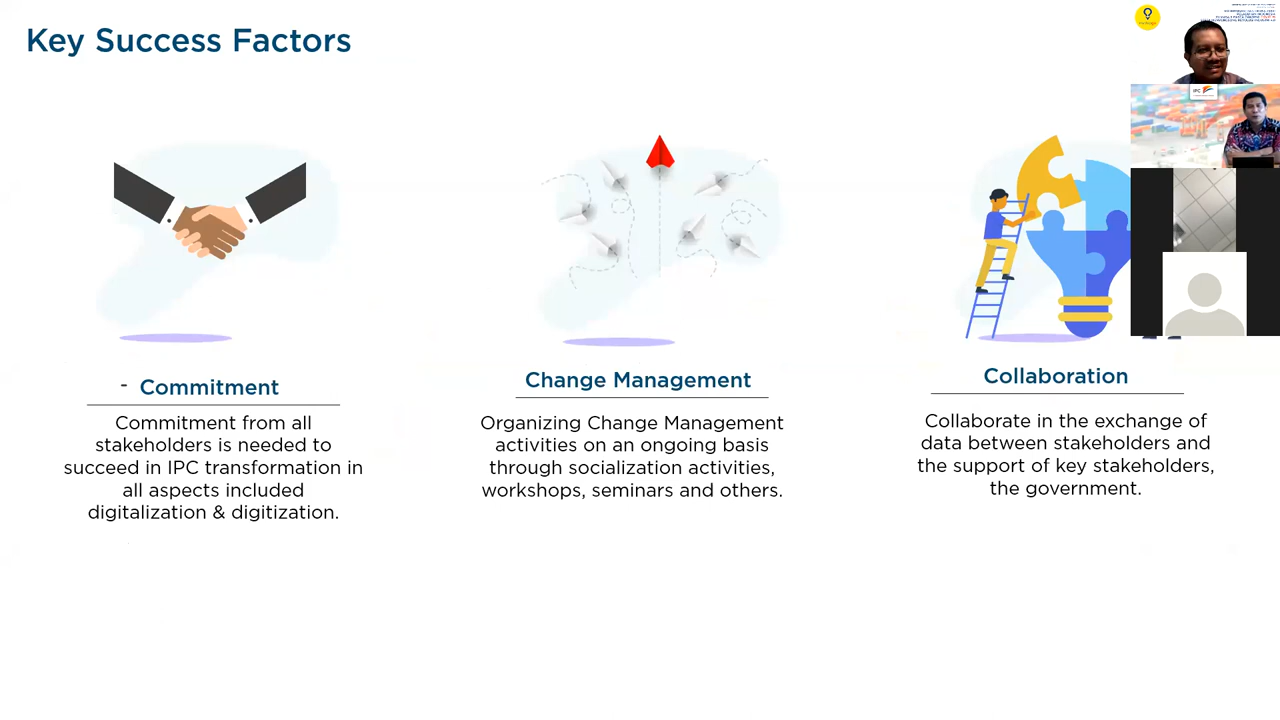 Key Success Factors
IPC
- Commitment
Commitment from all
stakeholders is needed to
succeed in IPC transformation in
all aspects included
digitalization & digitization.
Change Management
Organizing Change Management
activities on an ongoing basis
through socialization activities,
workshops, seminars and others.
Collaboration
Collaborate in the exchange of
data between stakeholders and
the support of key stakeholders,
the government.